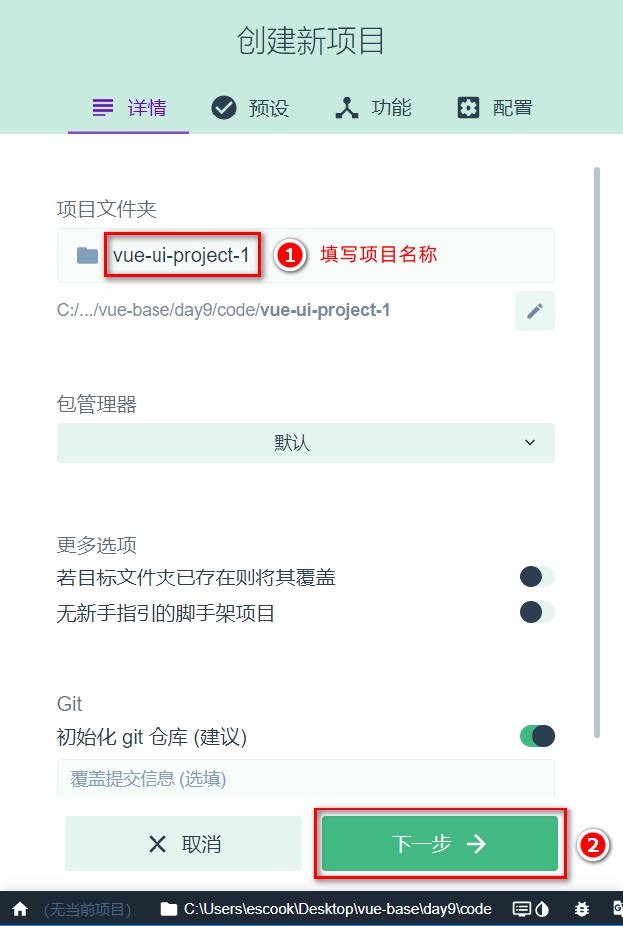 创建新项目
详情 预设 功能 配置
项目文件夹
vue-ui-project-1 1 填写项目名称
C:/.../vue-base/day9/code/vue-ui-project-1
包管理器
默认
更多选项
若目标文件夹已存在则将其覆盖
无新手指引的脚手架项目
Git
初始化 git 仓库 (建议)
覆盖提交信息 (选填)
取消 下一步 2
(无当前项目) C:\Users\escook\Desktop\vue-base\day9\code